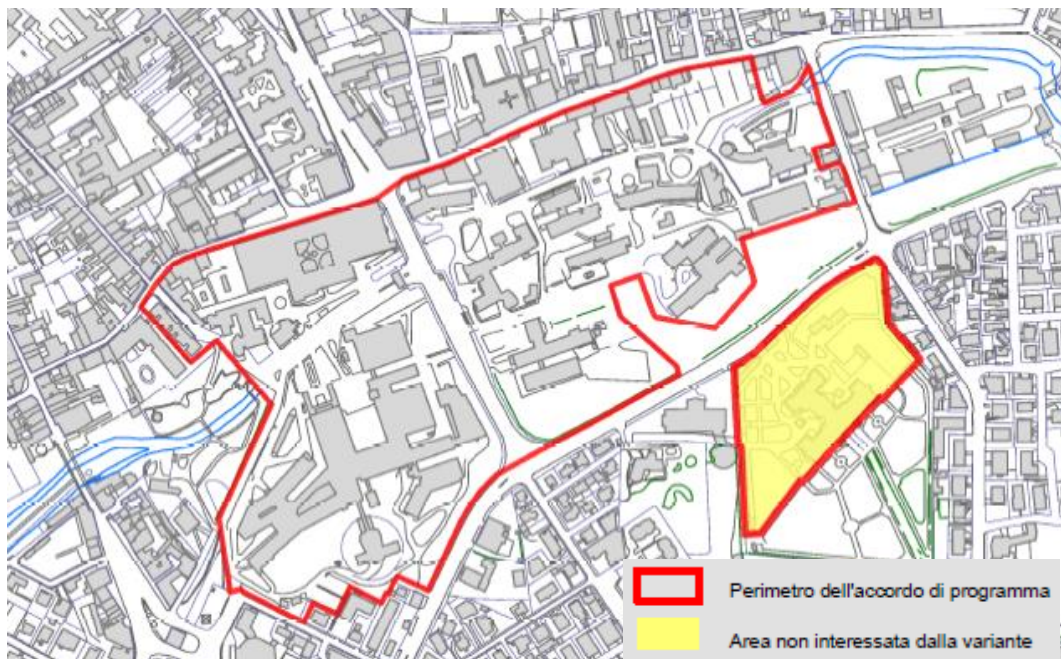 Perimetro dell'accordo di programma
Area non interessata dalla variante